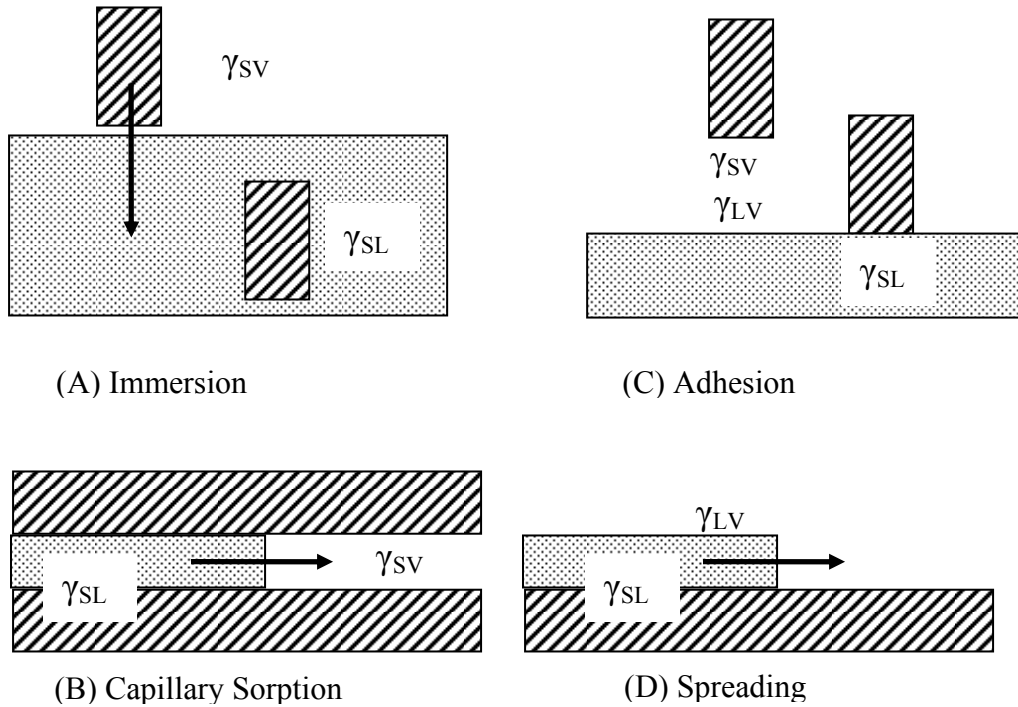 γSV
γSL
(A) Immersion
γSV
γLV
γSL
(C) Adhesion
γSL
γSV
(B) Capillary Sorption
γLV
γSL
(D) Spreading